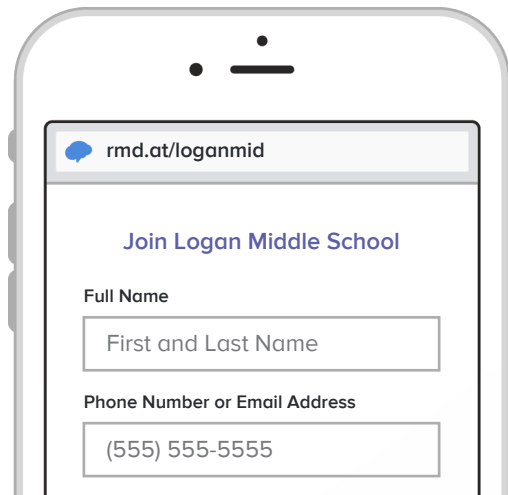 rmd.at/loganmid
Join Logan Middle School
Full Name
First and Last Name
Phone Number or Email Address
(555) 555-5555